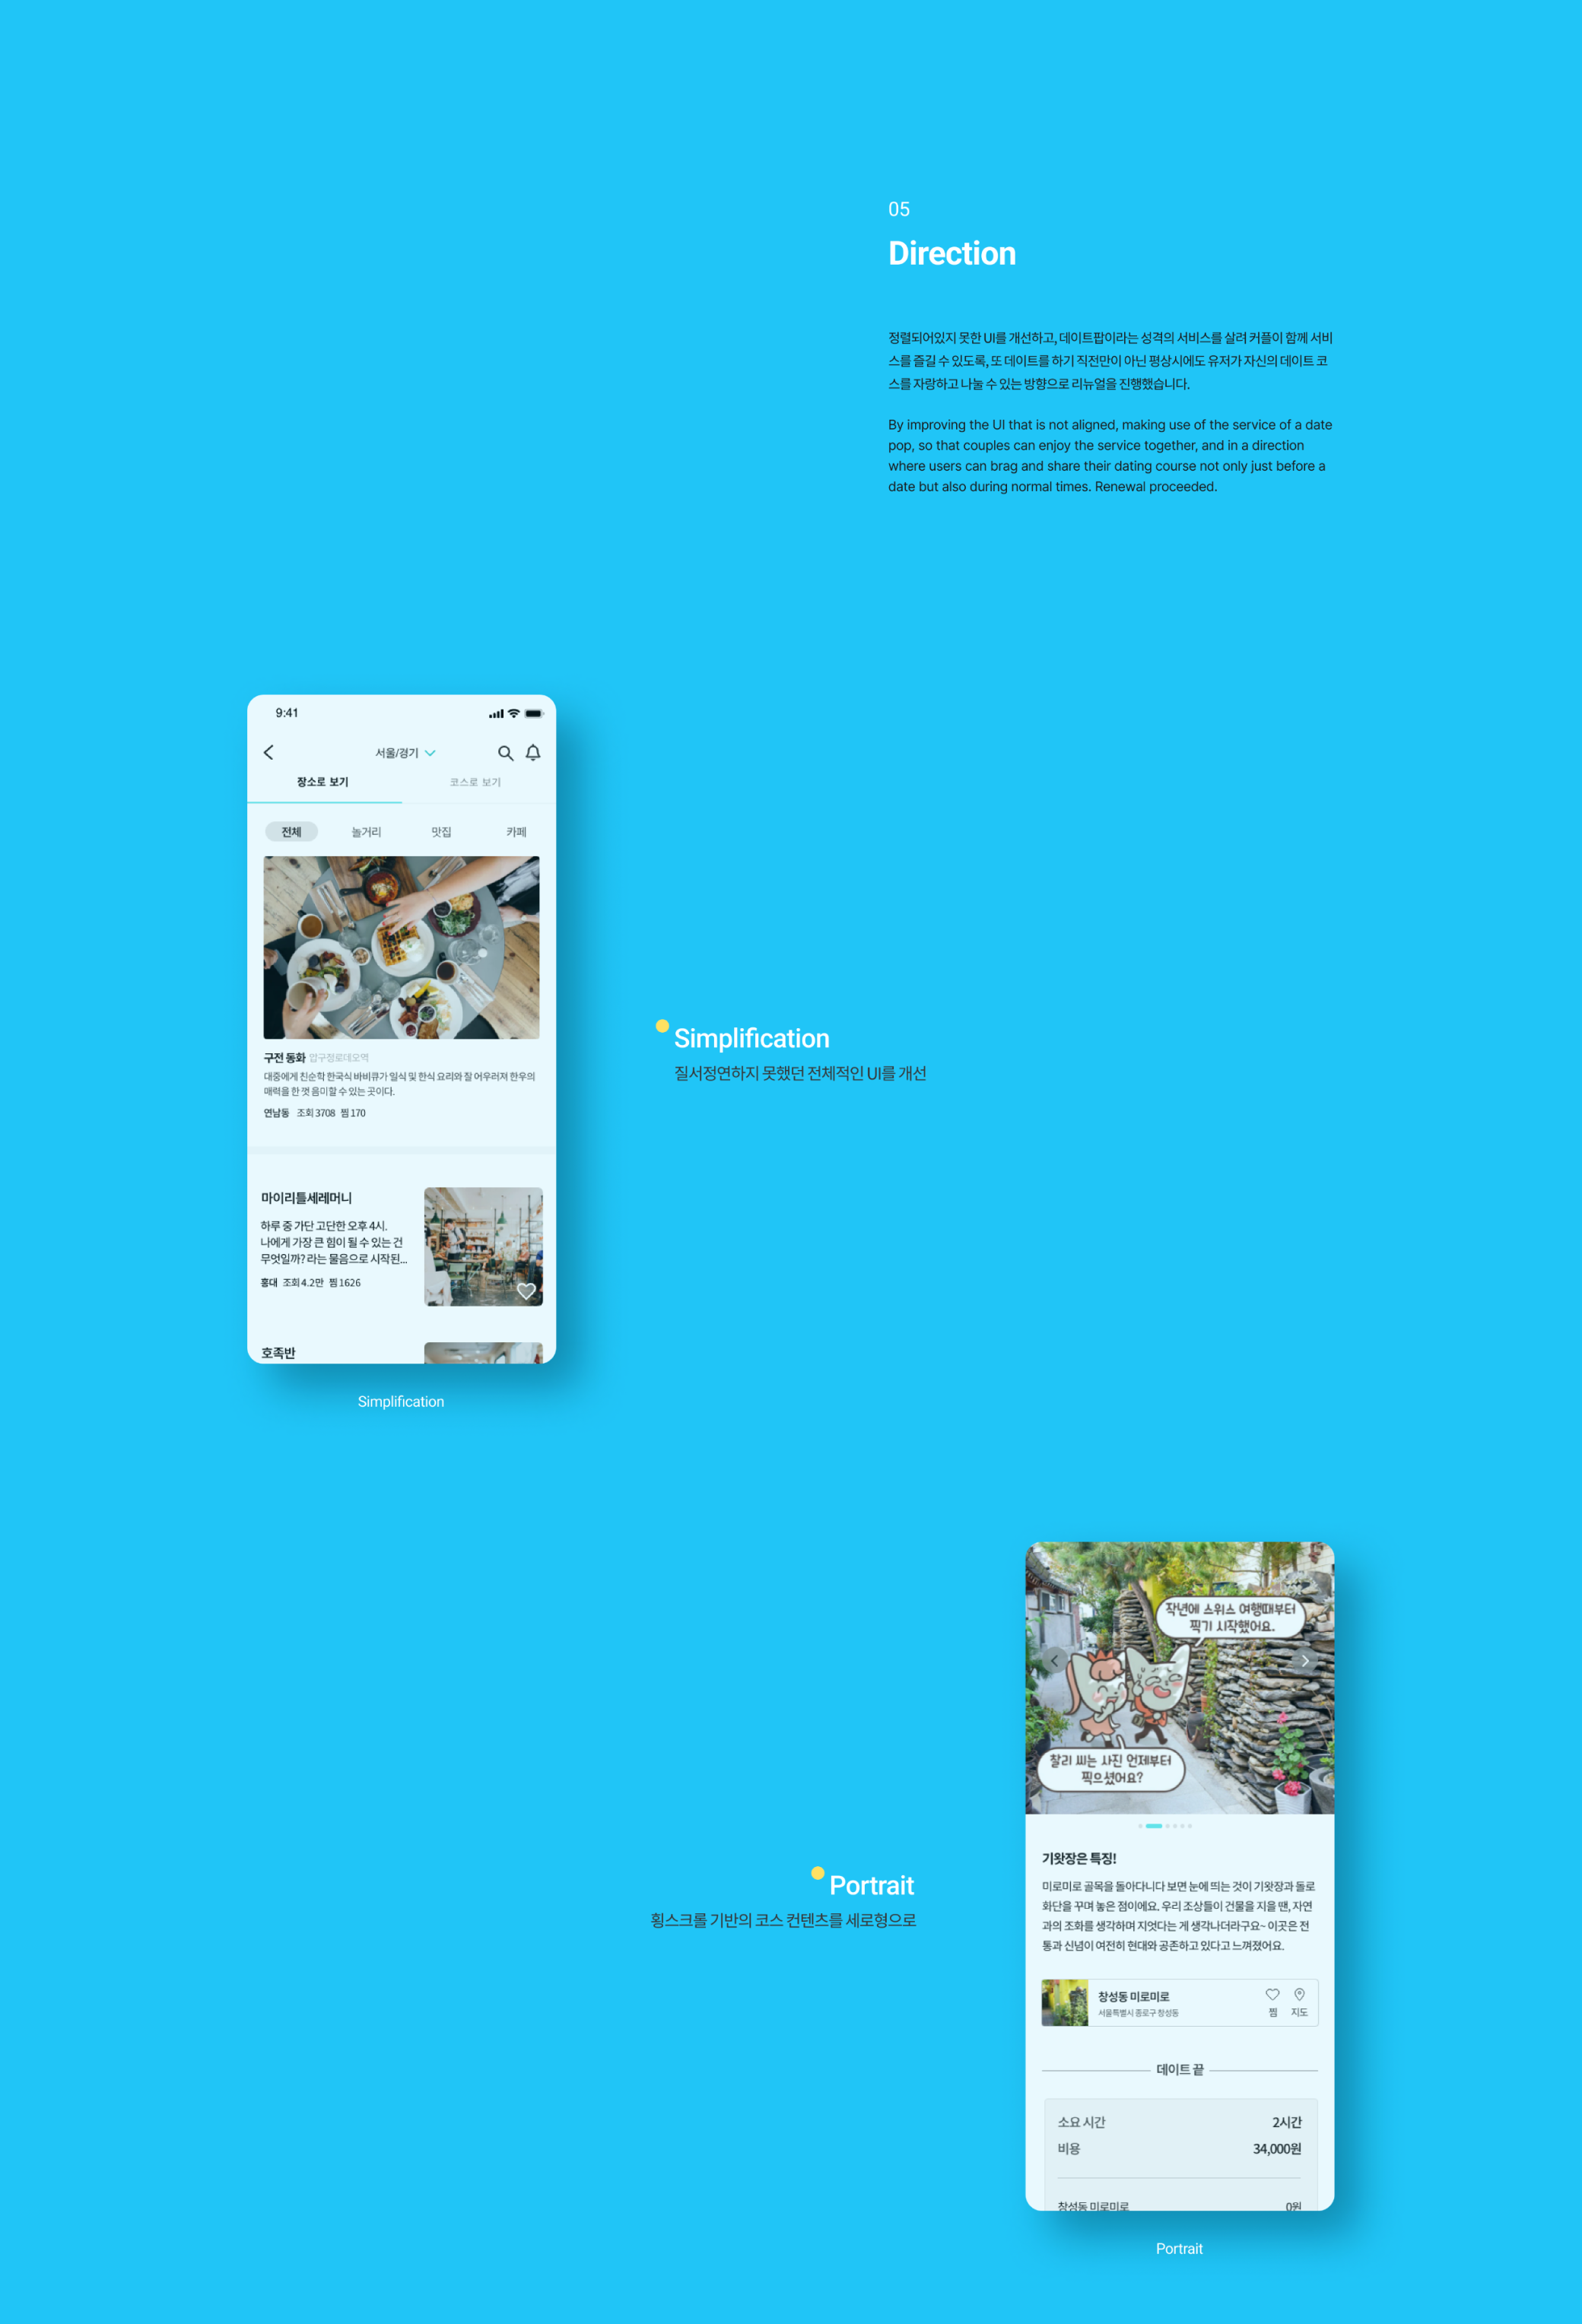 05
Direction
정렬되어있지 못한 UI를 개선하고, 데이트팝이라는 성격의 서비스를 살려 커플이 함께 서비
스를 즐길 수 있도록, 또 데이트를 하기 직전만이 아닌 평상시에도 유저가 자신의 데이트 코
스를 자랑하고 나눌 수 있는 방향으로 리뉴얼을 진행했습니다.
By improving the UI that is not aligned, making use of the service of a date
pop, so that couples can enjoy the service together, and in a direction
where users can brag and share their dating course not only just before a
date but also during normal times. Renewal proceeded.
9:41
서울/경기
장소로 보기 코스로 보기
전체 놀거리 맛집 카페
구전 동화 압구정로데오역
대중에게 친순학 한국식 바비큐가 일식 및 한식 요리와 잘 어우러져 한우의
매력을 한 껏 음미할 수 있는 곳이다.
연남동 조회 3708 찜 170
마이리틀세레머니
하루 중 가단 고단한 오후 4시.
나에게 가장 큰 힘이 될 수 있는 건
무엇일까? 라는 물음으로 시작된...
홍대 조회 4.2만 찜 1626
호족반
Simplification
Simplification
질서정연하지 못했던 전체적인 UI를 개선
작년에 스위스 여행때부터
찍기 시작했어요.
찰리 씨는 사진 언제부터
찍으셨어요?
기왓장은 특징!
미로미로 골목을 돌아다니다 보면 눈에 띄는 것이 기왓장과 돌로
화단을 꾸며 놓은 점이에요. 우리 조상들이 건물을 지을 땐, 자연
과의 조화를 생각하며 지엇다는 게 생각나더라구요~ 이곳은 전
통과 신념이 여전히 현대와 공존하고 있다고 느껴졌어요.
창성동 미로미로
서울특별시 종로구 창성동
찜 지도
데이트 끝
소요 시간 2시간
비용 34,000원
창성동 미로미로 0원
Portrait
횡스크롤 기반의 코스 컨텐츠를 세로형으로
Portrait